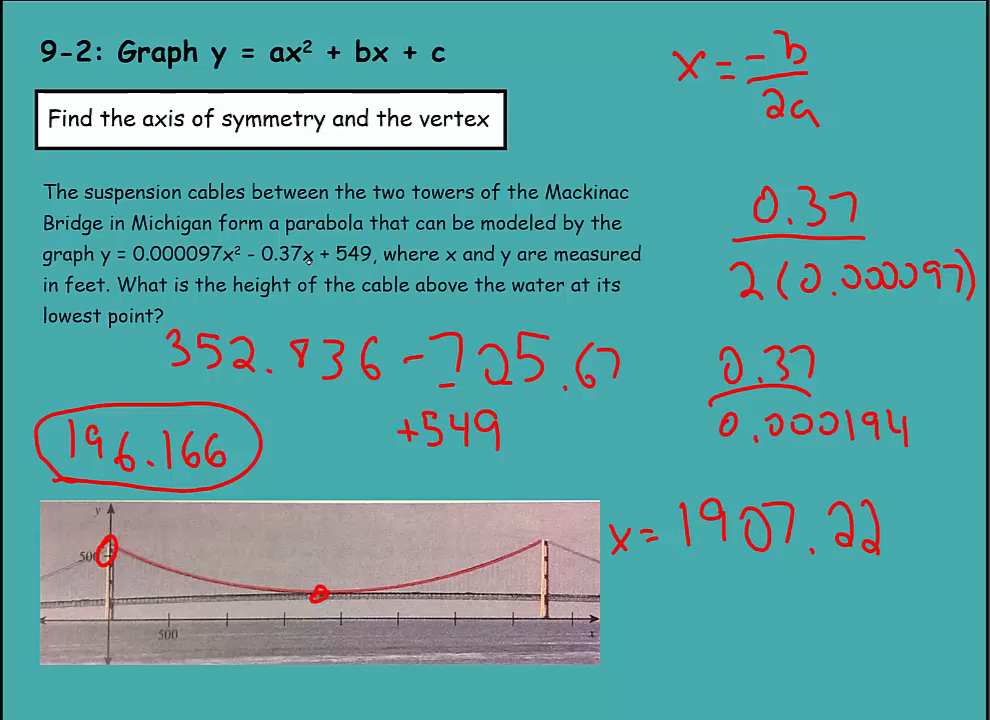 9-2: Graph y = ax² + bx + c
Find the axis of symmetry and the vertex
The suspension cables between the two towers of the Mackinac
Bridge in Michigan form a parabola that can be modeled by the
graph y = 0.000097x² - 0.37x + 549, where x and y are measured
in feet. What is the height of the cable above the water at its
lowest point?
x = -b
2a
0.37
2(0.000097)
0.37
0.000194
x = 1907.22
352.836 - 725.67
+549
196.166
y
500
500
x